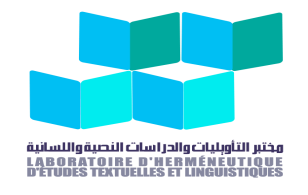 مختبر التأويليات والدراسات النصية واللسانية
LABORATOIRE D'HERMÉNEUTIQUE
D'ÉTUDES TEXTUELLES ET LINGUISTIQUES